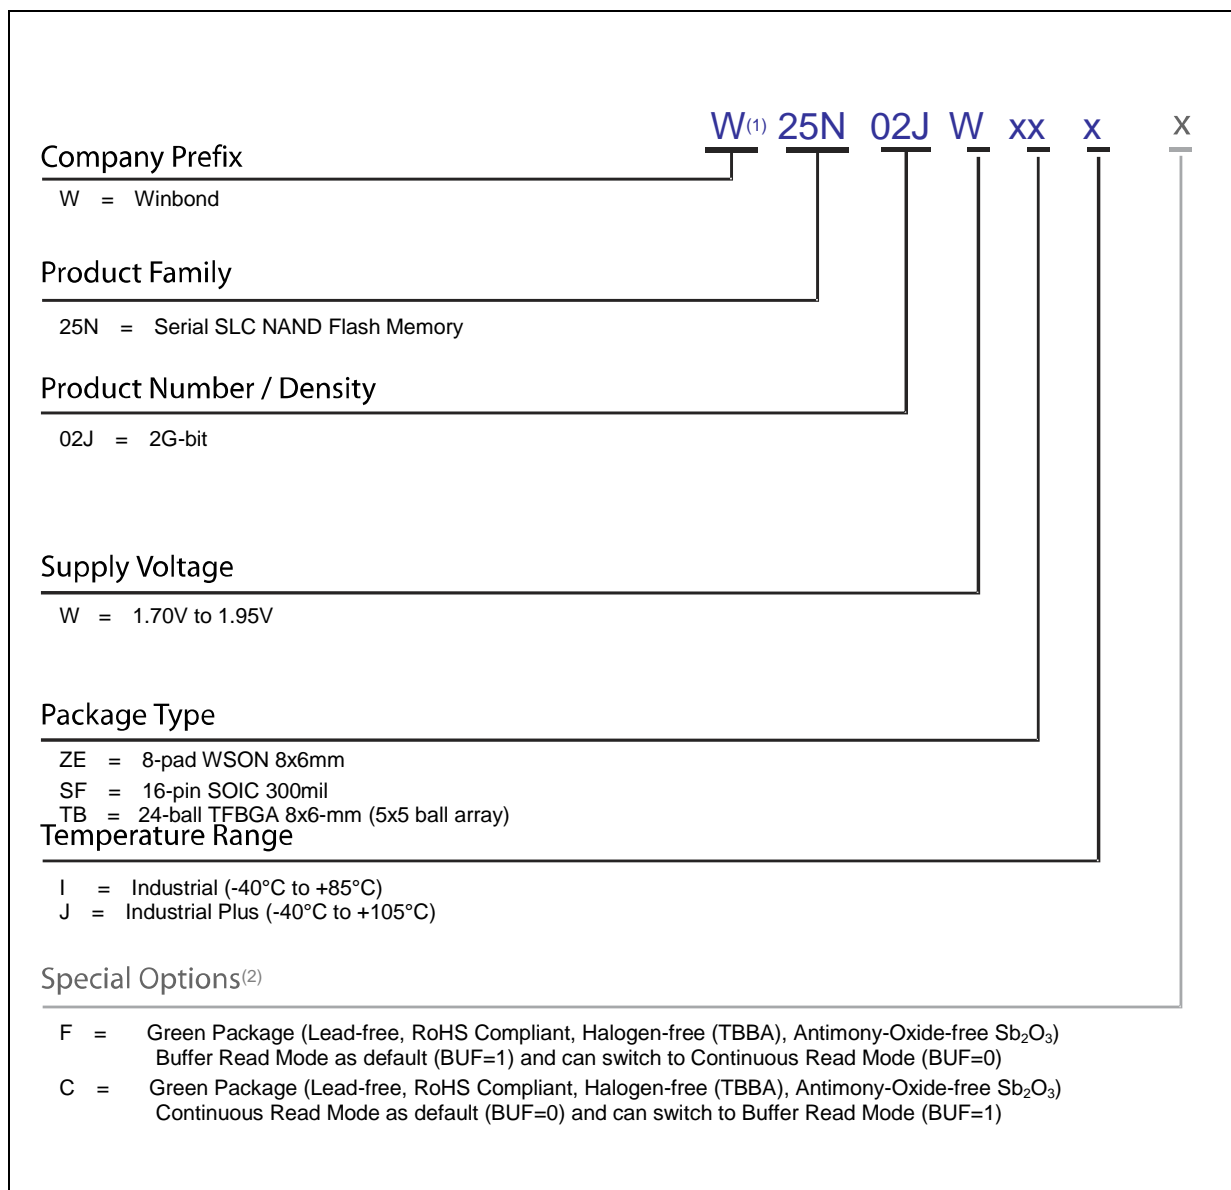 W(1) 25N 02J W xx x x
Company Prefix
W = Winbond
Product Family
25N = Serial SLC NAND Flash Memory
Product Number / Density
02J = 2G-bit
Supply Voltage
W = 1.70V to 1.95V
Package Type
ZE = 8-pad WSON 8x6mm
SF = 16-pin SOIC 300mil
TB = 24-ball TFBGA 8x6-mm (5x5 ball array)
Temperature Range
I = Industrial (-40°C to +85°C)
J = Industrial Plus (-40°C to +105°C)
Special Options(2)
F = Green Package (Lead-free, RoHS Compliant, Halogen-free (TBBA), Antimony-Oxide-free Sb₂O₃)
Buffer Read Mode as default (BUF=1) and can switch to Continuous Read Mode (BUF=0)
C = Green Package (Lead-free, RoHS Compliant, Halogen-free (TBBA), Antimony-Oxide-free Sb₂O₃)
Continuous Read Mode as default (BUF=0) and can switch to Buffer Read Mode (BUF=1)